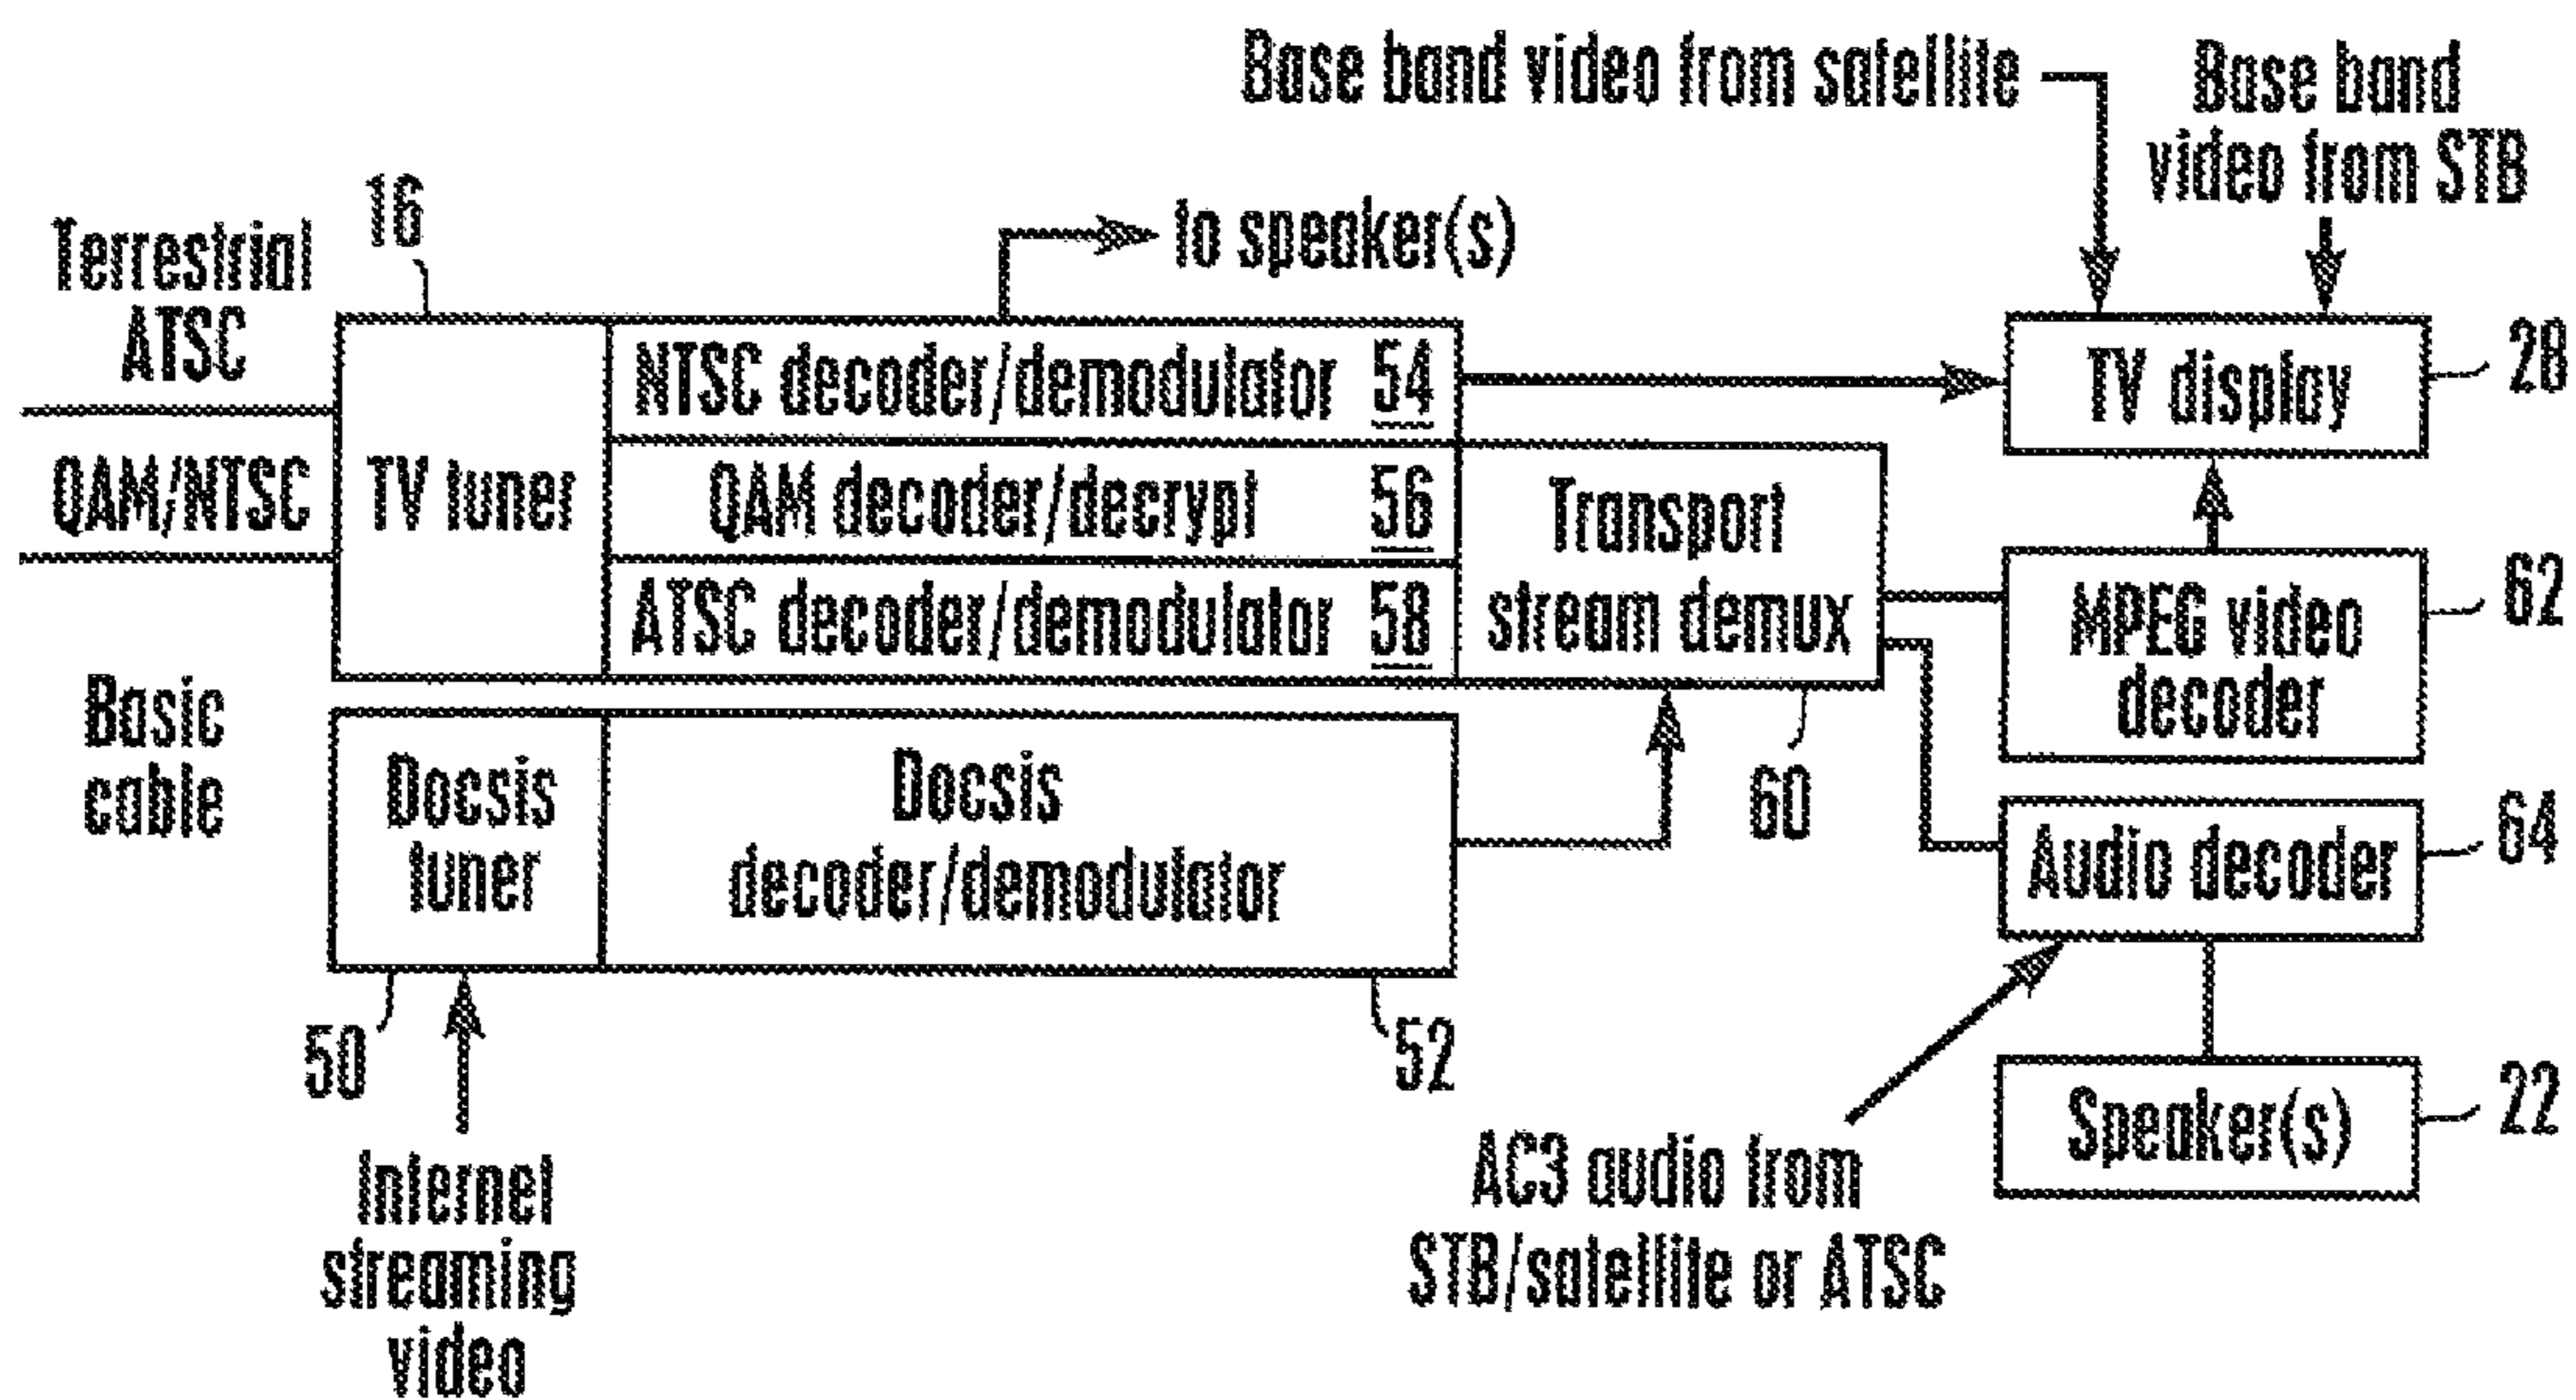 Base band video from satellite
Base band
video from STB
16
to speaker(s)
Terrestrial
ATSC
QAM/NTSC
TV tuner
NTSC decoder/demodulator 54
QAM decoder/decrypt 56
ATSC decoder/demodulator 58
Transport
stream demux
TV display
28
MPEG video
decoder
62
Basic
cable
Docsis
tuner
Docsis
decoder/demodulator
60
Audio decoder
64
50
52
Internet
streaming
video
AC3 audio from
STB/satellite or ATSC
Speaker(s)
22